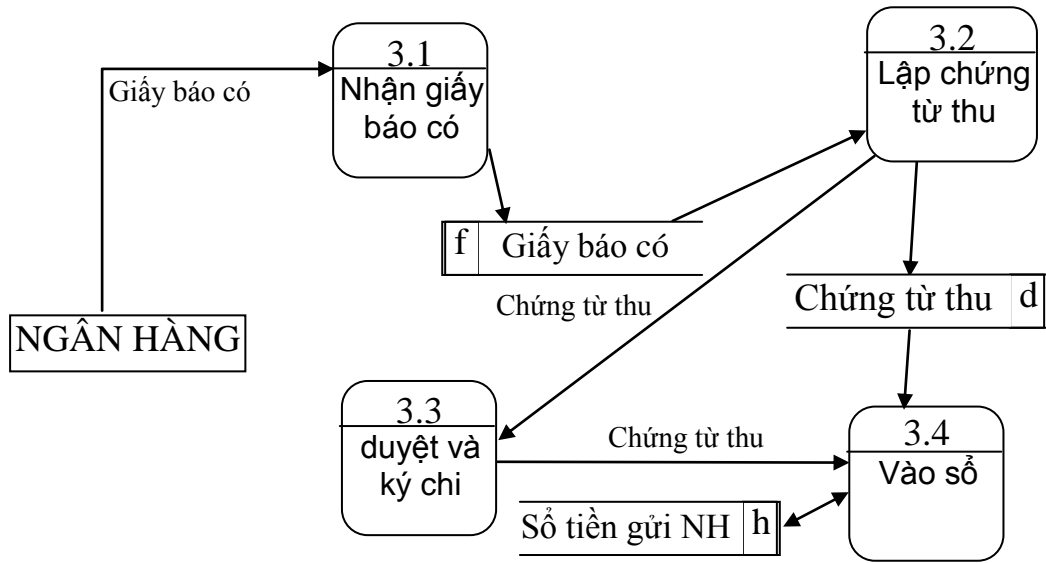 3.1
Nhận giấy
báo có
3.2
Lập chứng
từ thu
Giấy báo có
f Giấy báo có
Chứng từ thu
Chứng từ thu d
NGÂN HÀNG
3.3
duyệt và
ký chi
Chứng từ thu
3.4
Vào sổ
Sổ tiền gửi NH h